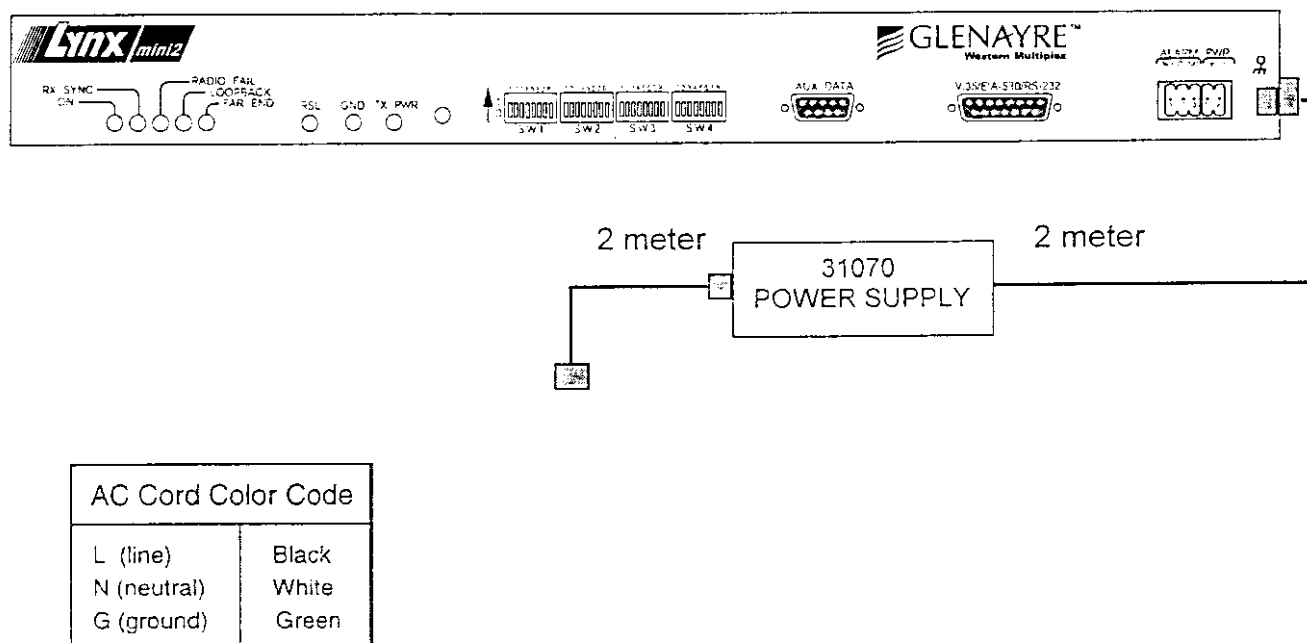 Lynx mini2
GLENAYRE™
Western Multiplex
ALARM PWR
RADIO FAIL
RX SYNC
LOOPBACK
ON
FAR END
RSL GND TX PWR
AUX DATA
V.35/EIA-530/RS-232
SW1 SW2 SW3 SW4
2 meter
2 meter
31070
POWER SUPPLY
AC Cord Color Code
L (line) Black
N (neutral) White
G (ground) Green